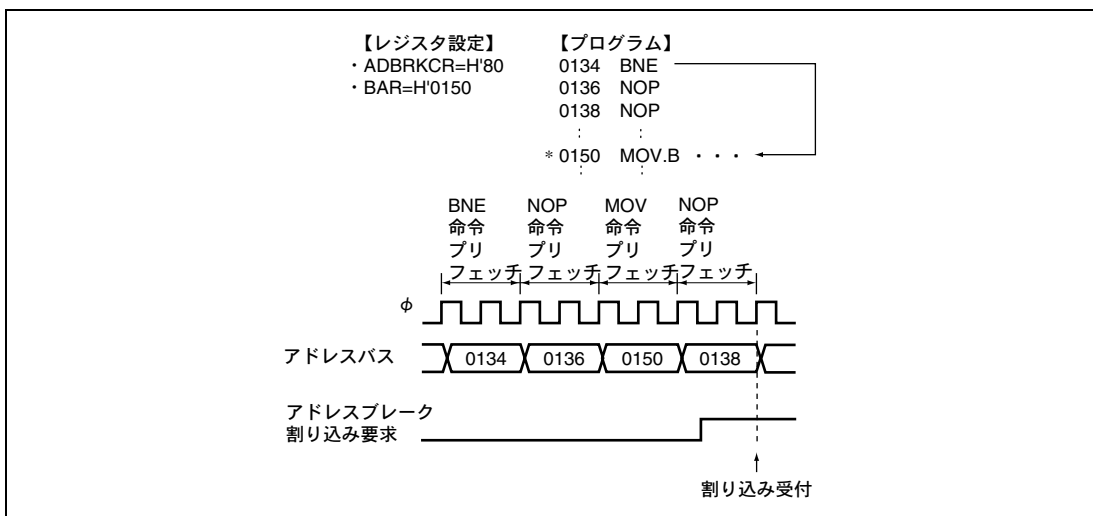 【レジスタ設定】
・ADBRKCR=H'80
・BAR=H'0150
【プログラム】
0134 BNE
0136 NOP
0138 NOP
: :
* 0150 MOV.B ・・・
: :
BNE
命令
プリ
フェッチ
NOP
命令
プリ
フェッチ
MOV
命令
プリ
フェッチ
NOP
命令
プリ
フェッチ
φ
アドレスバス 0134 0136 0150 0138
アドレスブレーク
割り込み要求
割り込み受付